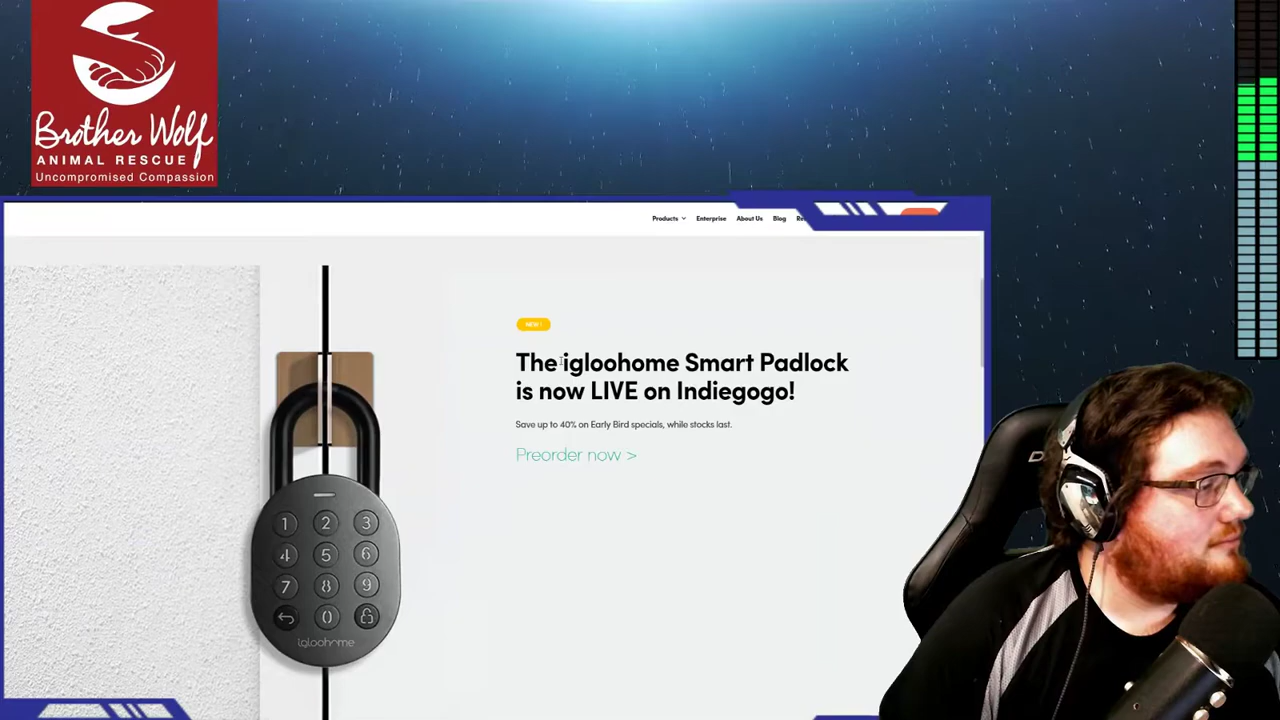 Brother Wolf
ANIMAL RESCUE
Uncompromised Compassion
Products Enterprise About Us Blog
NEW !
The igloohome Smart Padlock
is now LIVE on Indiegogo!
Save up to 40% on Early Bird specials, while stocks last.
Preorder now >
1 2 3
4 5 6
7 8 9
0
igloohome